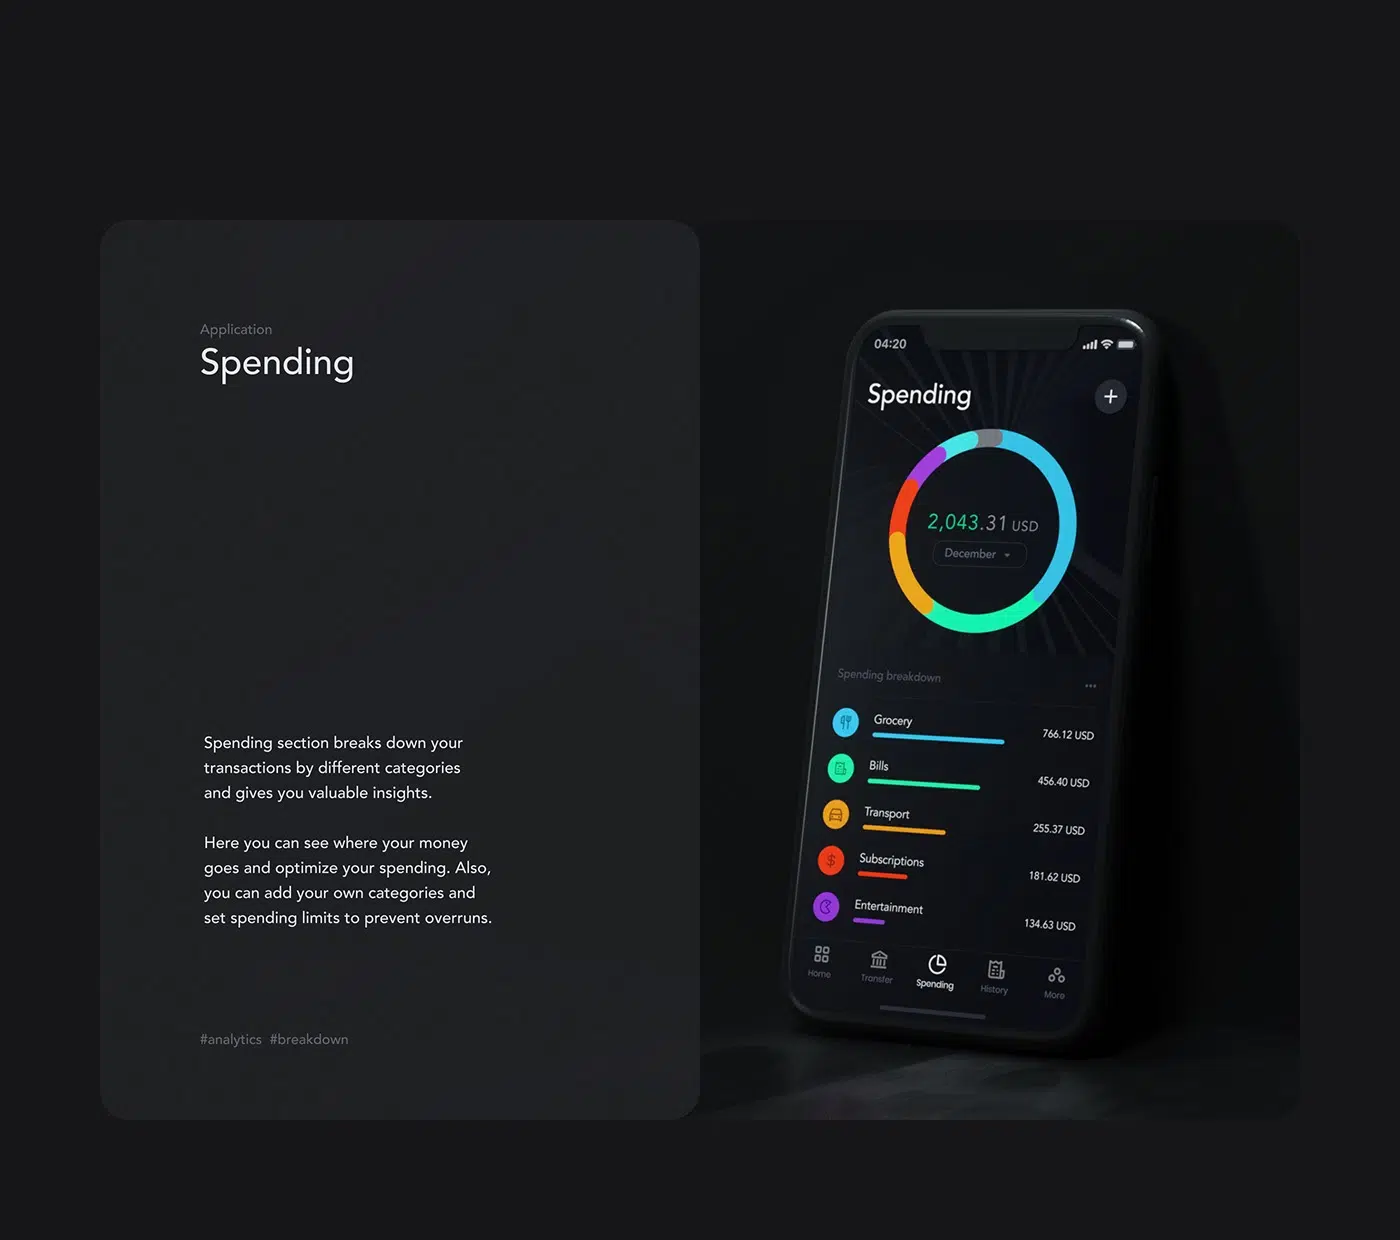 Application
Spending
Spending section breaks down your
transactions by different categories
and gives you valuable insights.
Here you can see where your money
goes and optimize your spending. Also,
you can add your own categories and
set spending limits to prevent overruns.
#analytics #breakdown
04:20
Spending
2,043.31 USD
December
Spending breakdown
Grocery
766.12 USD
Bills
456.40 USD
Transport
255.37 USD
Subscriptions
181.62 USD
Entertainment
134.63 USD
Home
Transfer
Spending
History
More